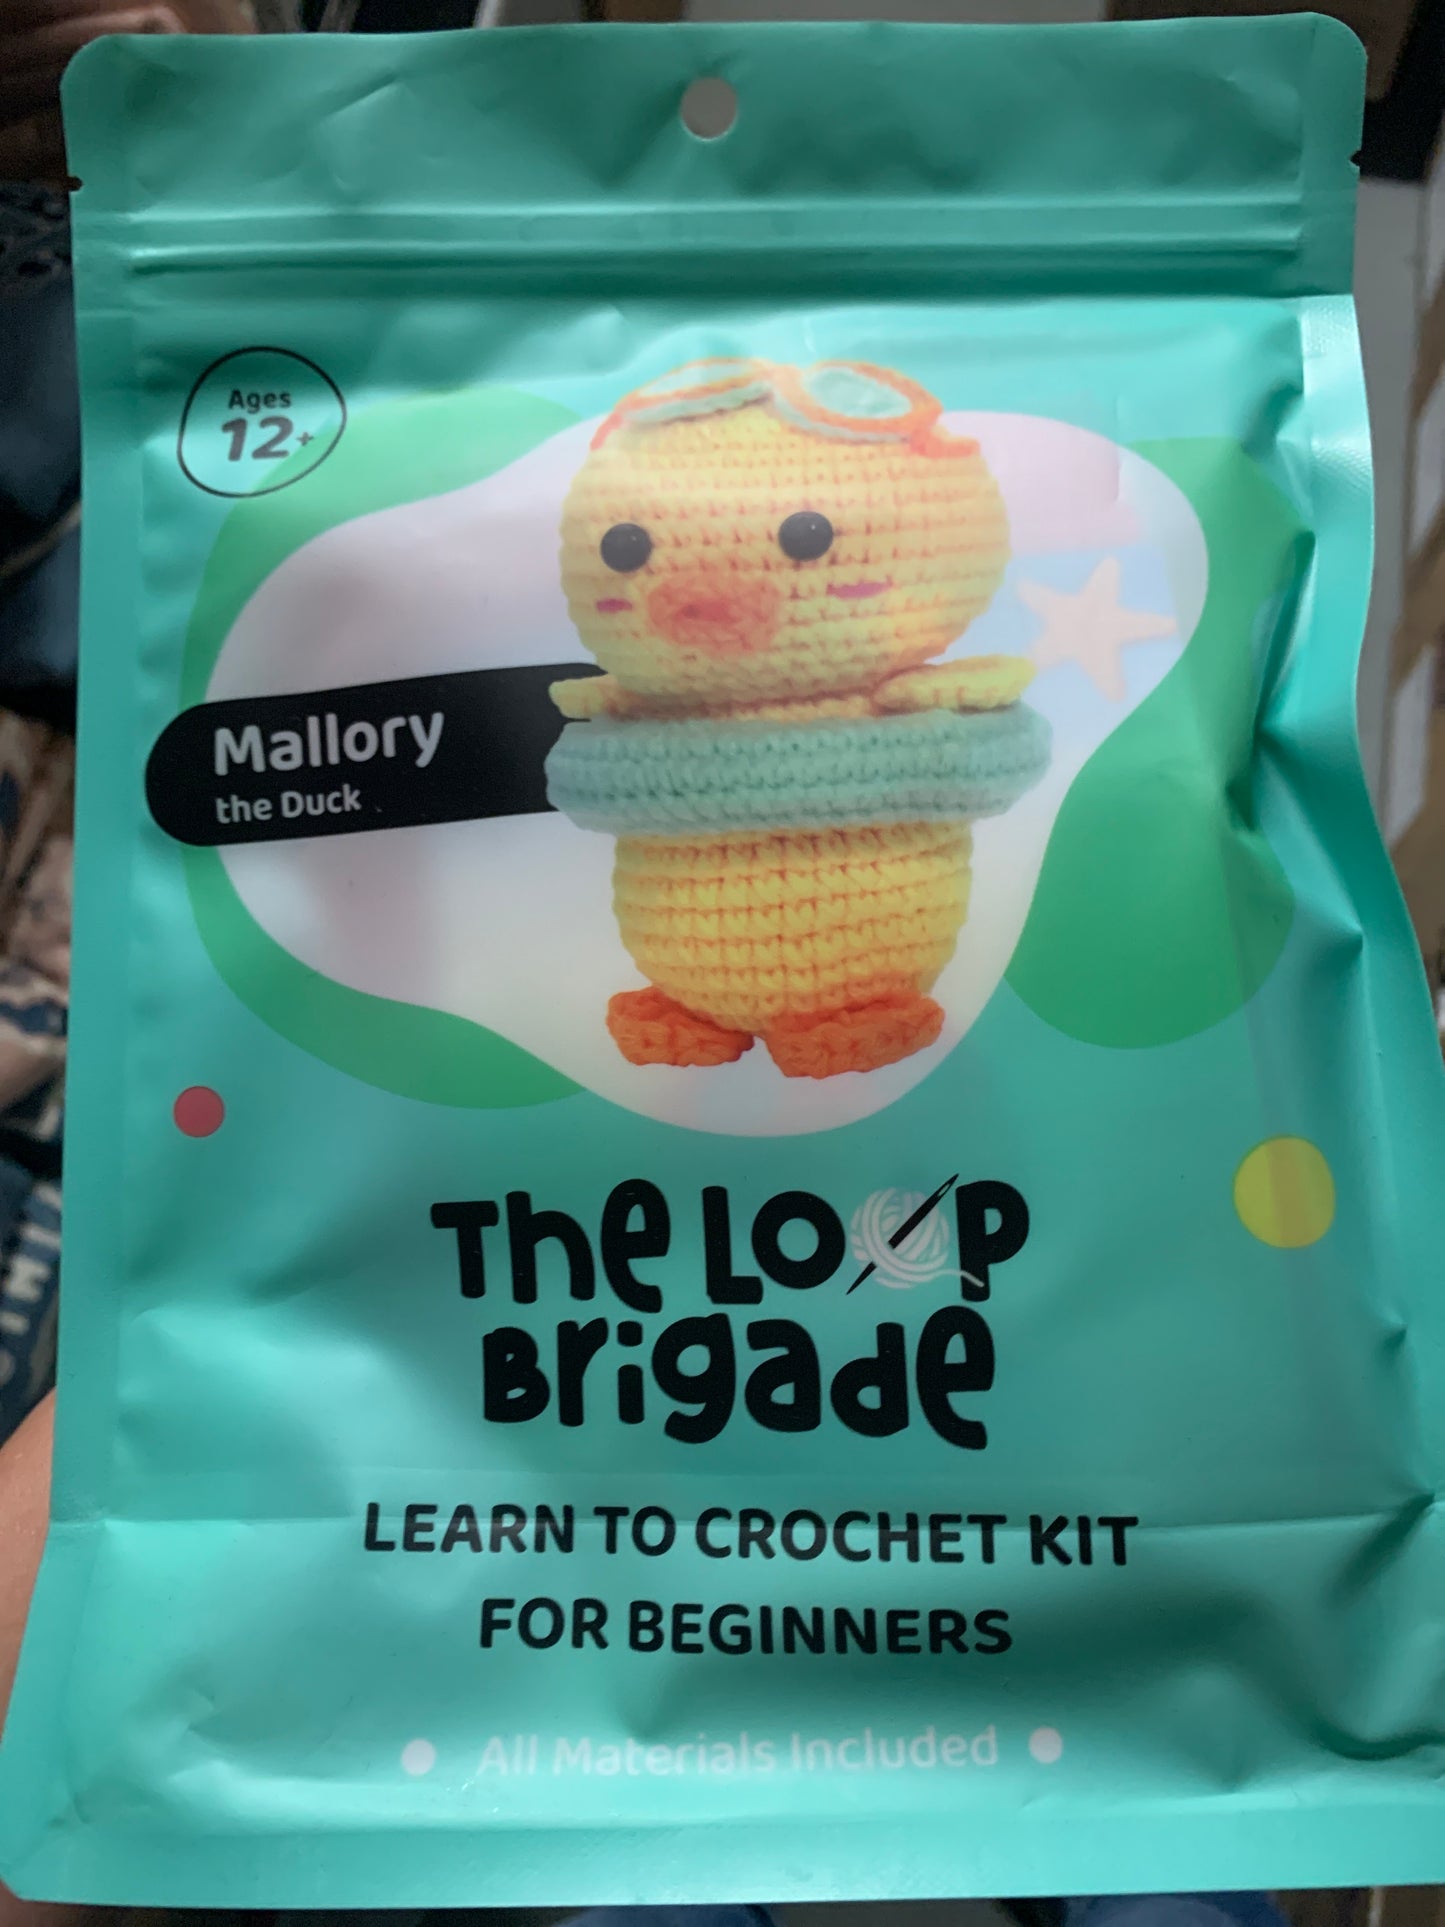 Ages
12+
Mallory
the Duck
The Loop
Brigade
LEARN TO CROCHET KIT
FOR BEGINNERS
All Materials Included